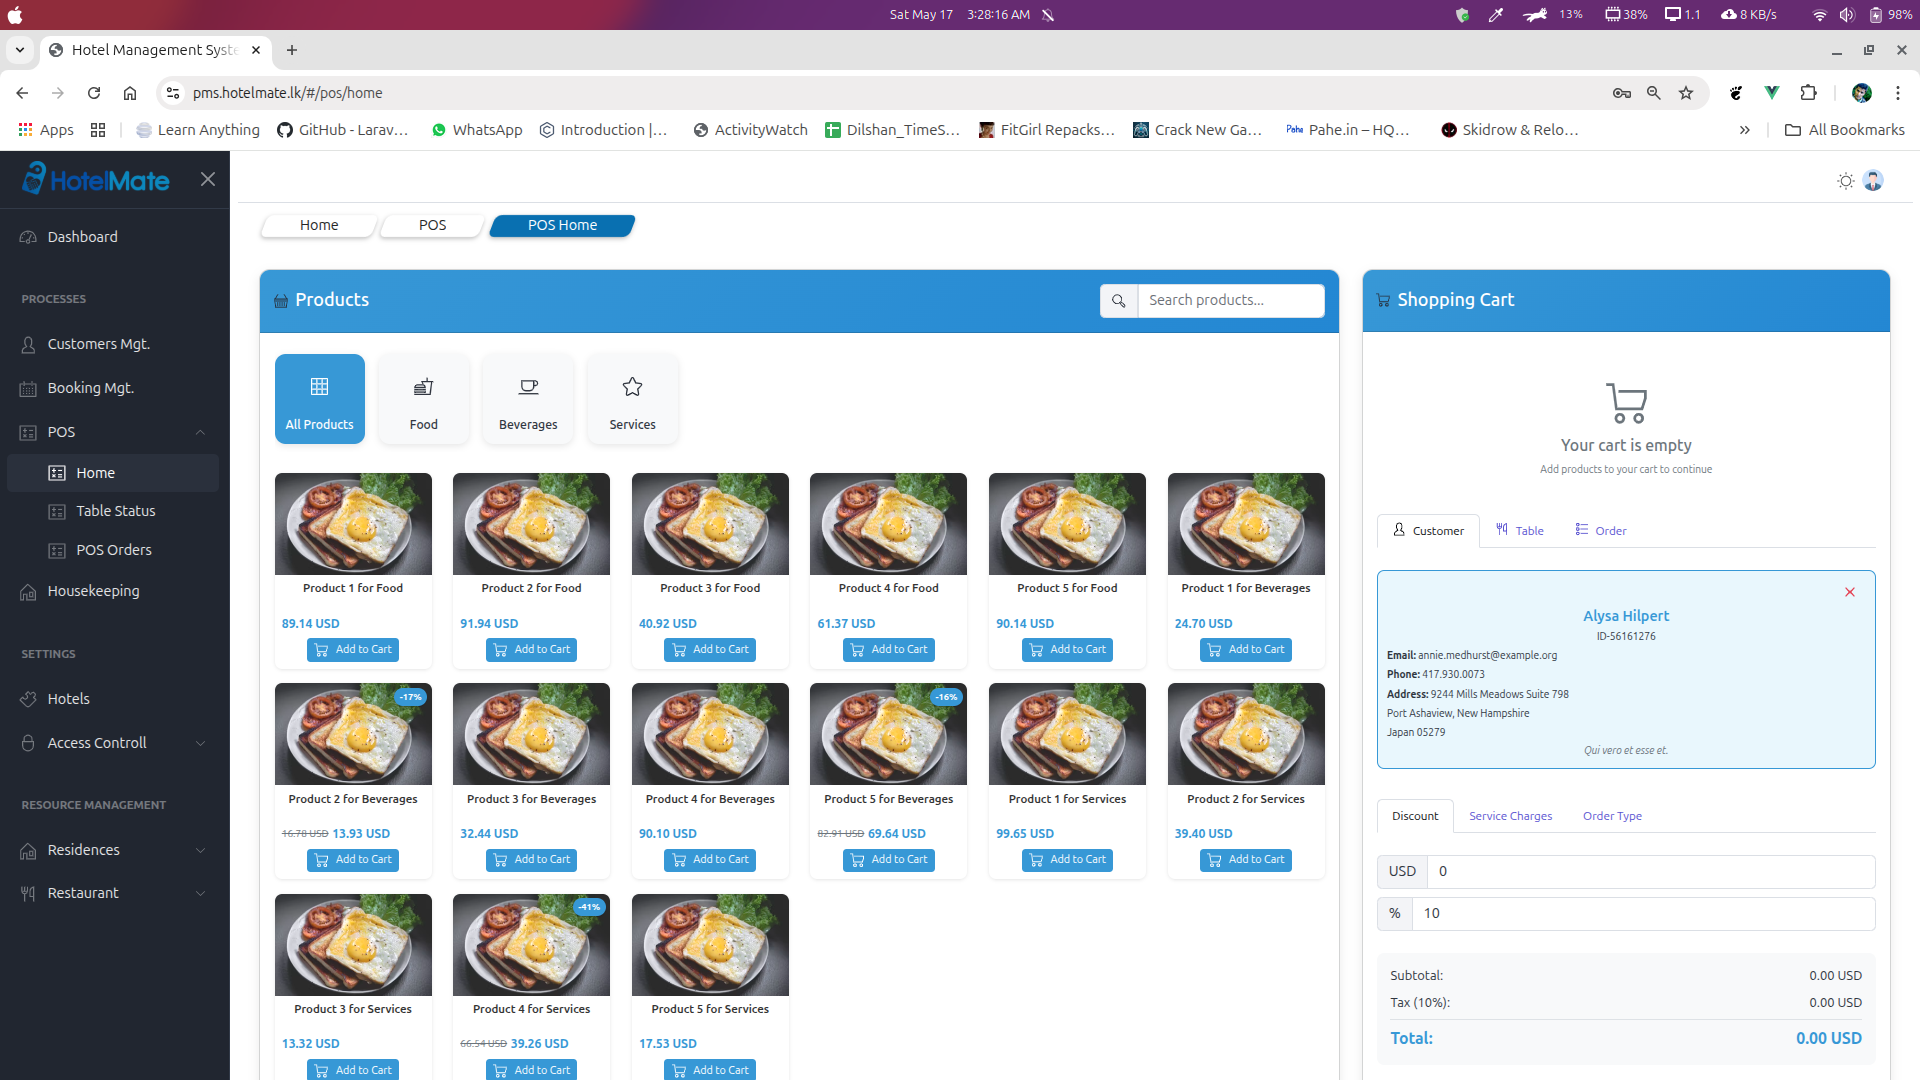 Sat May 17 3:28:16 AM 13% 38% 1.1 8 KB/s 98%
Hotel Management Syste
pms.hotelmate.lk/#/pos/home
Apps Learn Anything GitHub - Larav... WhatsApp Introduction |... ActivityWatch Dilshan_TimeS... FitGirl Repacks... Crack New Ga... Pahe Pahe.in – HQ... Skidrow & Relo... » All Bookmarks
HotelMate
Dashboard
PROCESSES
Customers Mgt.
Booking Mgt.
POS
Home
Table Status
POS Orders
Housekeeping
SETTINGS
Hotels
Access Controll
RESOURCE MANAGEMENT
Residences
Restaurant
Home POS POS Home
Products
Search products...
All Products Food Beverages Services
Product 1 for Food Product 2 for Food Product 3 for Food Product 4 for Food Product 5 for Food Product 1 for Beverages
89.14 USD 91.94 USD 40.92 USD 61.37 USD 90.14 USD 24.70 USD
Add to Cart Add to Cart Add to Cart Add to Cart Add to Cart Add to Cart
-17% -16%
Product 2 for Beverages Product 3 for Beverages Product 4 for Beverages Product 5 for Beverages Product 1 for Services Product 2 for Services
16.78 USD 13.93 USD 32.44 USD 90.10 USD 82.91 USD 69.64 USD 99.65 USD 39.40 USD
Add to Cart Add to Cart Add to Cart Add to Cart Add to Cart Add to Cart
-41%
Product 3 for Services Product 4 for Services Product 5 for Services
13.32 USD 66.54 USD 39.26 USD 17.53 USD
Add to Cart Add to Cart Add to Cart
Shopping Cart
Your cart is empty
Add products to your cart to continue
Customer Table Order
Alysa Hilpert
ID-56161276
Email: annie.medhurst@example.org
Phone: 417.930.0073
Address: 9244 Mills Meadows Suite 798
Port Ashaview, New Hampshire
Japan 05279
Qui vero et esse et.
Discount Service Charges Order Type
USD 0
% 10
Subtotal: 0.00 USD
Tax (10%): 0.00 USD
Total: 0.00 USD